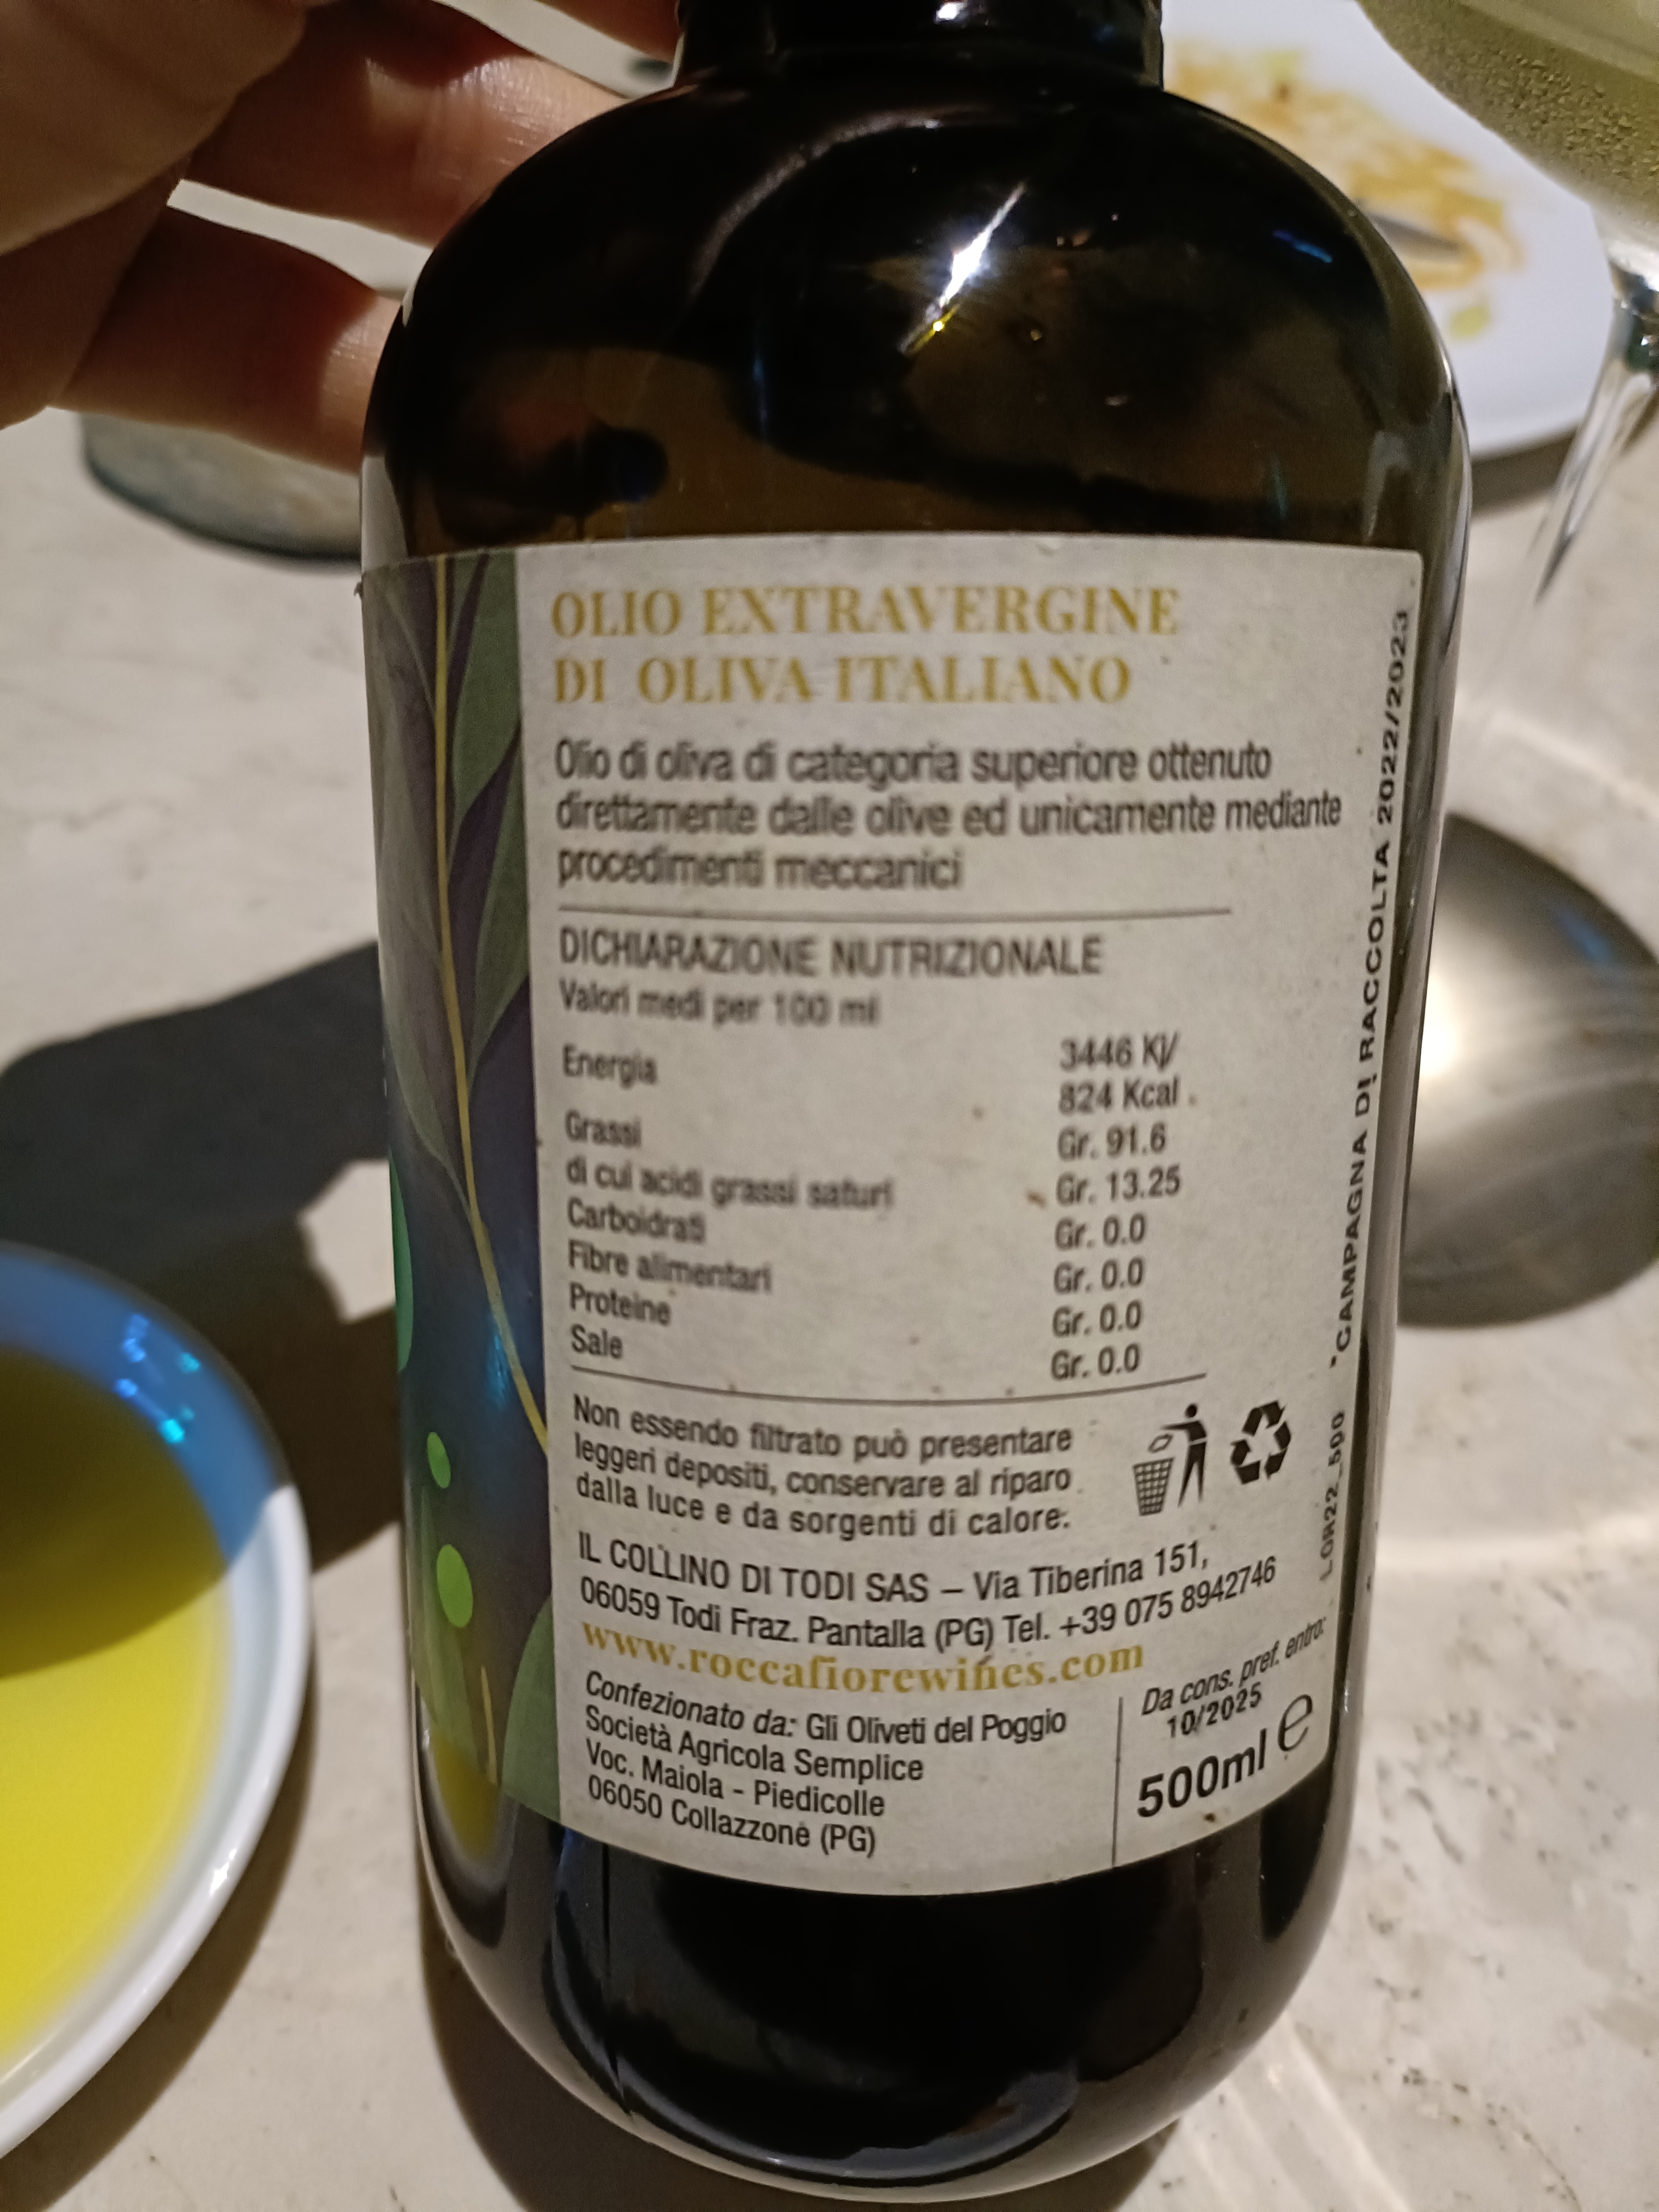 OLIO EXTRAVERGINE
DI OLIVA ITALIANO
Olio di oliva di categoria superiore ottenuto
direttamente dalle olive ed unicamente mediante
procedimenti meccanici
DICHIARAZIONE NUTRIZIONALE
Valori medi per 100 ml
Energia 3446 Kj/
824 Kcal
Grassi Gr. 91.6
di cui acidi grassi saturi Gr. 13.25
Carboidrati Gr. 0.0
Fibre alimentari Gr. 0.0
Proteine Gr. 0.0
Sale Gr. 0.0
Non essendo filtrato può presentare
leggeri depositi, conservare al riparo
dalla luce e da sorgenti di calore.
IL COLLINO DI TODI SAS – Via Tiberina 151,
06059 Todi Fraz. Pantalla (PG) Tel. +39 075 8942746
www.roccafiorewines.com
Confezionato da: Gli Oliveti del Poggio
Società Agricola Semplice
Voc. Maiola - Piedicolle
06050 Collazzone (PG)
Da cons. pref. entro:
10/2025
500ml e
LOR22_500 *CAMPAGNA DI RACCOLTA 2022/2023